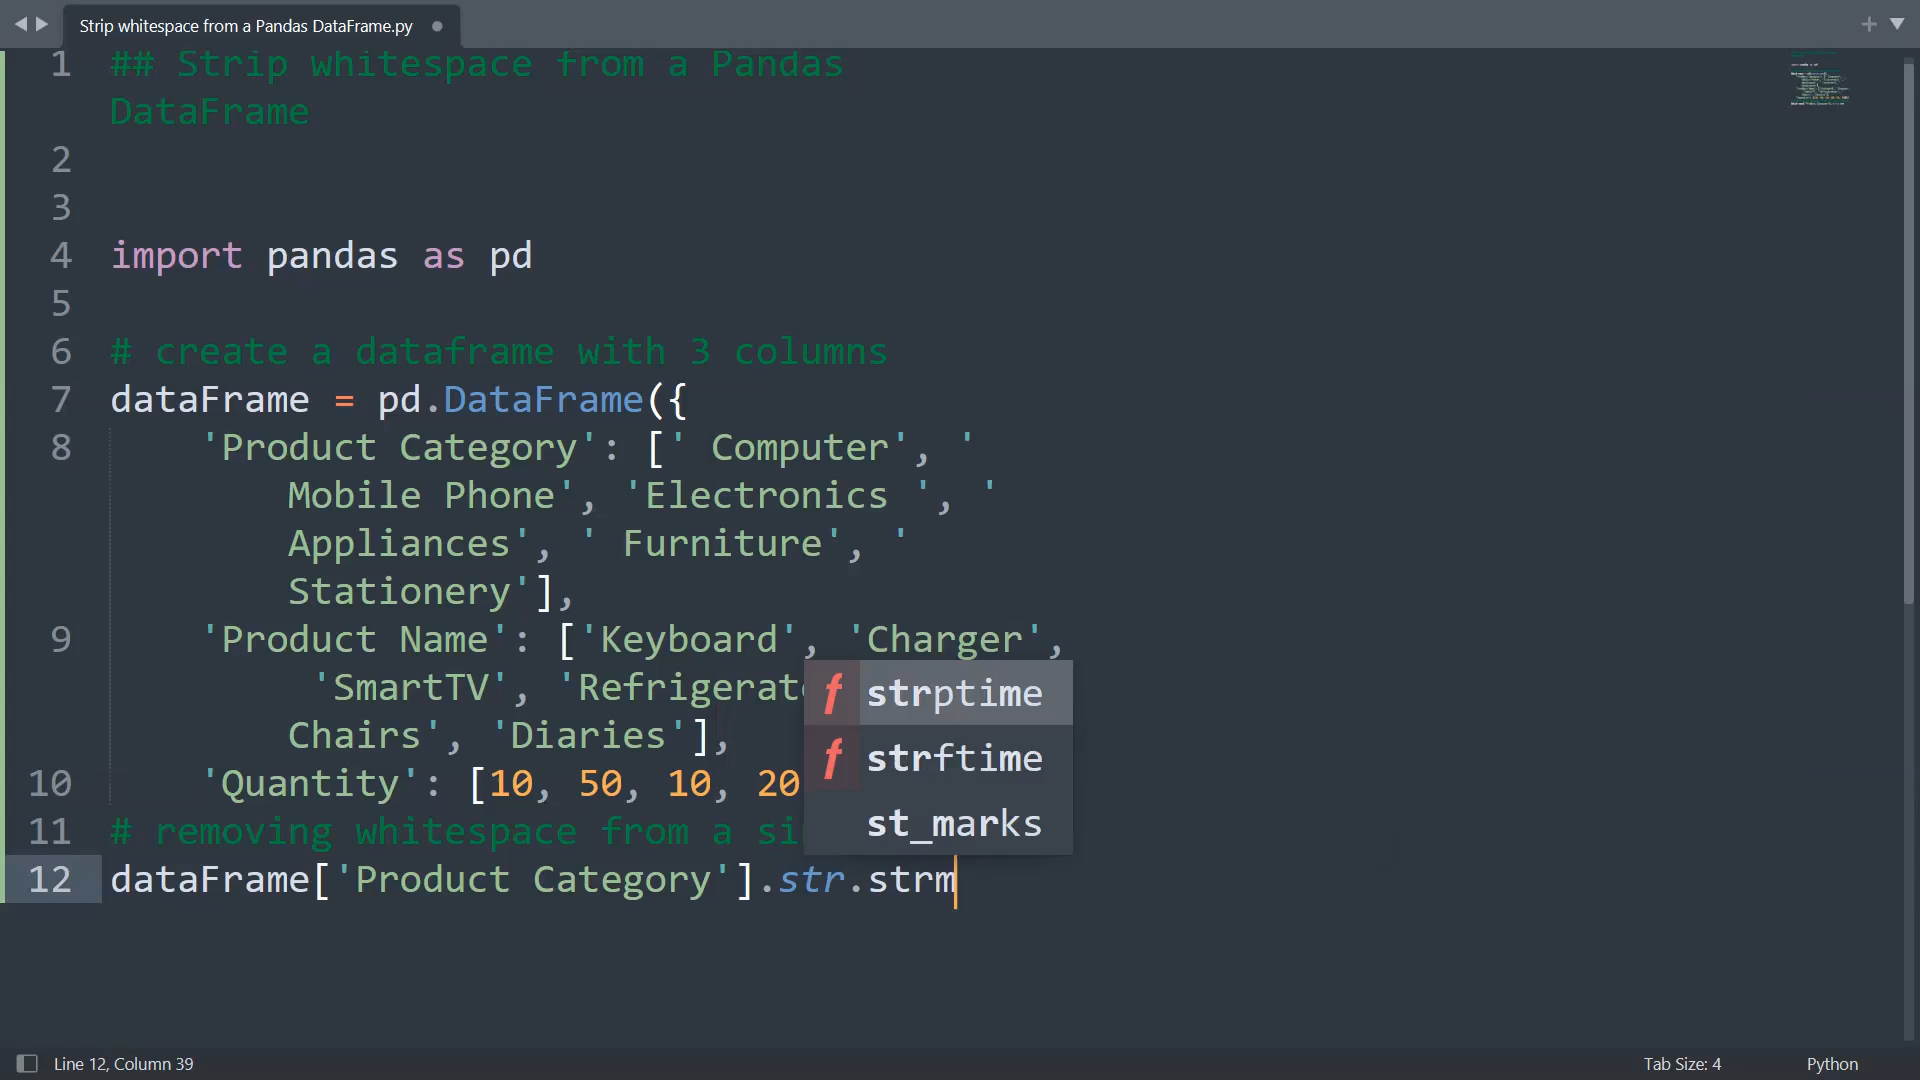 Strip whitespace from a Pandas DataFrame.py
1 ## Strip whitespace from a Pandas
DataFrame
2
3
4 import pandas as pd
5
6 # create a dataframe with 3 columns
7 dataFrame = pd.DataFrame({
8 'Product Category': [' Computer', '
Mobile Phone', 'Electronics ', '
Appliances', ' Furniture', '
Stationery'],
9 'Product Name': ['Keyboard', 'Charger',
'SmartTV', 'Refrigerat
Chairs', 'Diaries'],
10 'Quantity': [10, 50, 10, 20
11 # removing whitespace from a si
12 dataFrame['Product Category'].str.strm
f strptime
f strftime
st_marks
Line 12, Column 39
Tab Size: 4
Python